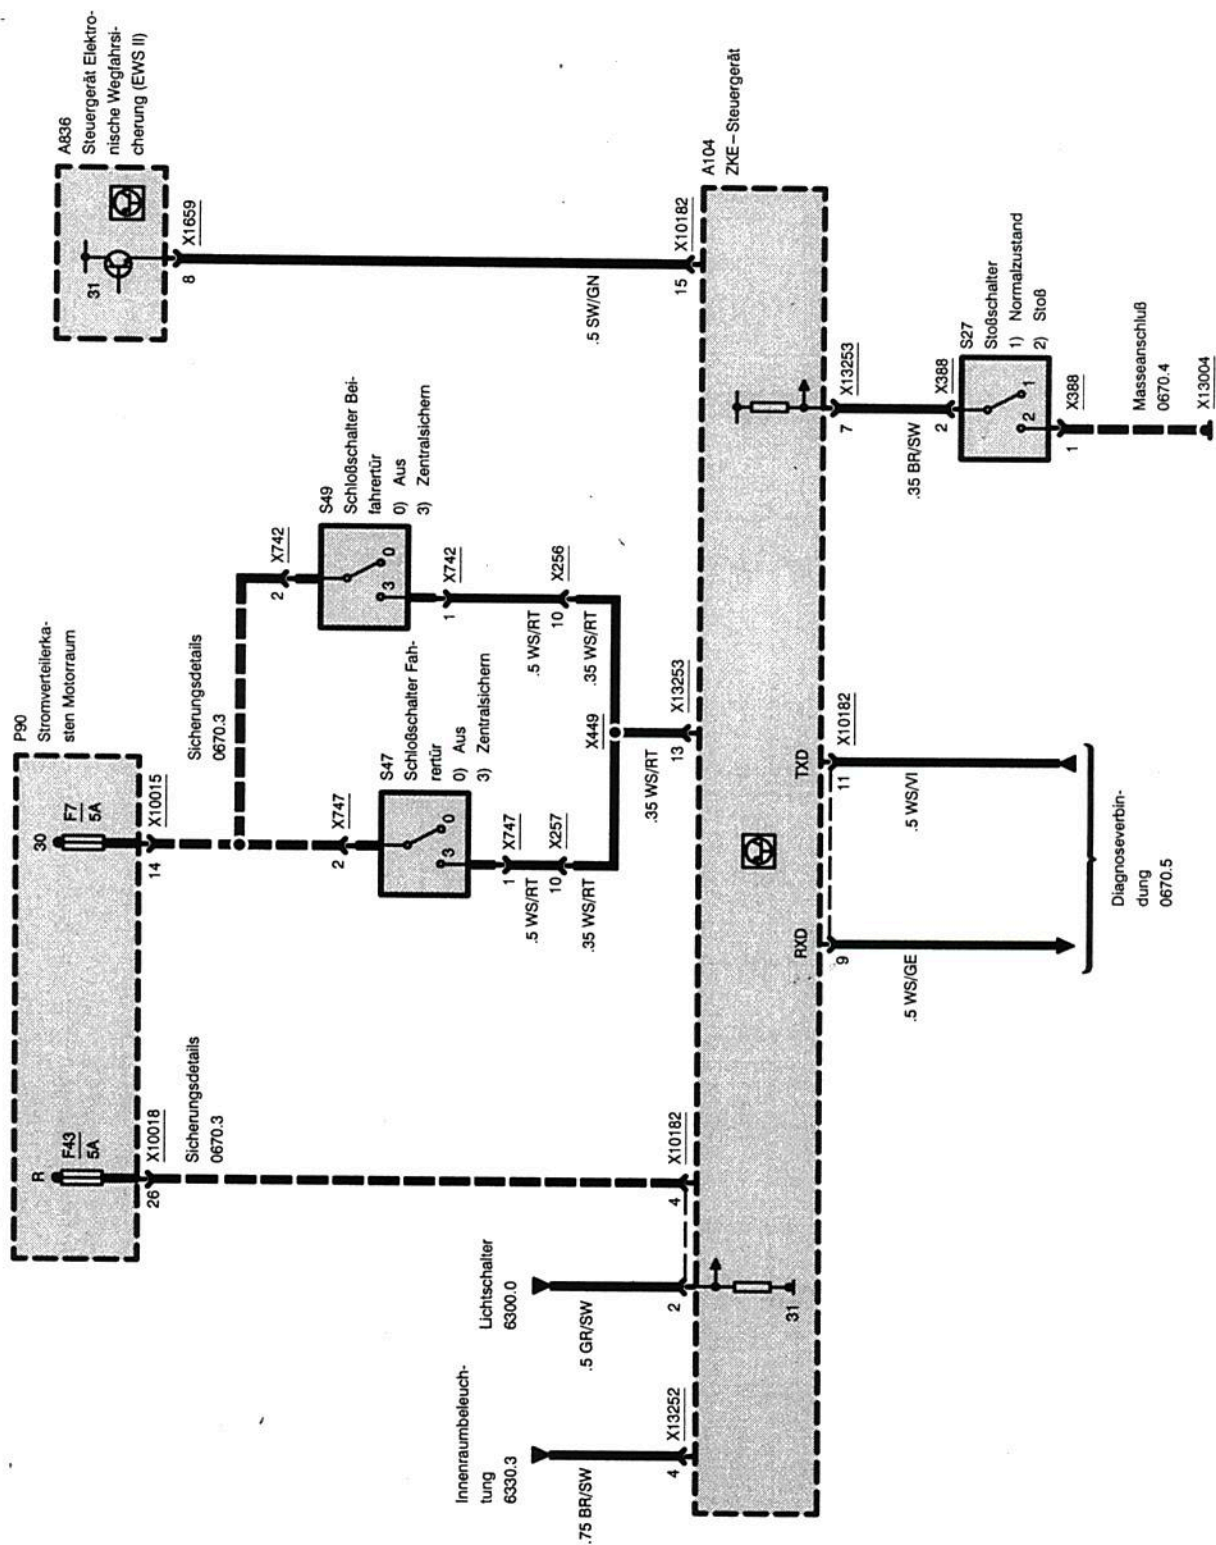 P90
Stromverteilerka-
sten Motorraum
R
F43
5A
26
X10018
Sicherungsdetails
0670.3
30
F7
5A
14
X10015
Sicherungsdetails
0670.3
A836
Steuergerät Elektro-
nische Wegfahrsi-
cherung (EWS II)
31
8
X1659
.5 SW/GN
15
X10182
2
X747
S47
Schloßschalter Fah-
rertür
0) Aus
3) Zentralsichern
3
0
1
X747
.5 WS/RT
10
X257
.35 WS/RT
2
X742
S49
Schloßschalter Bei-
fahrertür
0) Aus
3) Zentralsichern
3
0
1
X742
.5 WS/RT
10
X256
.35 WS/RT
X449
.35 WS/RT
13
X13253
Innenraumbeleuch-
tung
6330.3
.75 BR/SW
4
X13252
Lichtschalter
6300.0
.5 GR/SW
2
4
X10182
A104
ZKE–Steuergerät
31
RXD
TXD
9
11
X10182
.5 WS/GE
.5 WS/VI
Diagnoseverbin-
dung
0670.5
7
X13253
.35 BR/SW
2
X388
S27
Stoßschalter
1) Normalzustand
2) Stoß
2
1
1
X388
Masseanschluß
0670.4
X13004